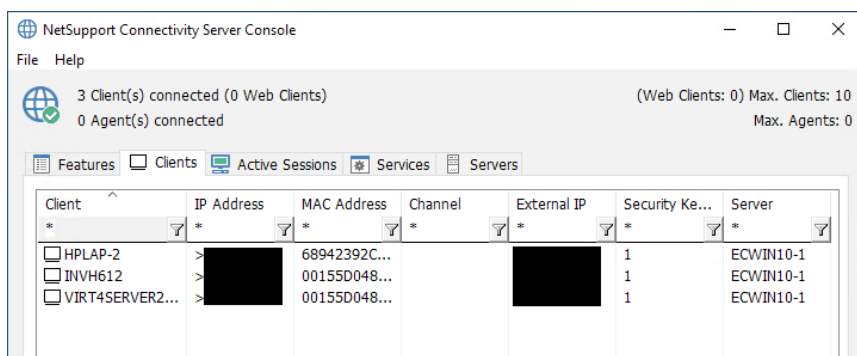 NetSupport Connectivity Server Console
File Help
3 Client(s) connected (0 Web Clients) (Web Clients: 0) Max. Clients: 10
0 Agent(s) connected Max. Agents: 0
Features Clients Active Sessions Services Servers
Client IP Address MAC Address Channel External IP Security Ke... Server
* * * * * * *
HPLAP-2 > 68942392C... 1 ECWIN10-1
INVH612 > 00155D048... 1 ECWIN10-1
VIRT4SERVER2... > 00155D048... 1 ECWIN10-1